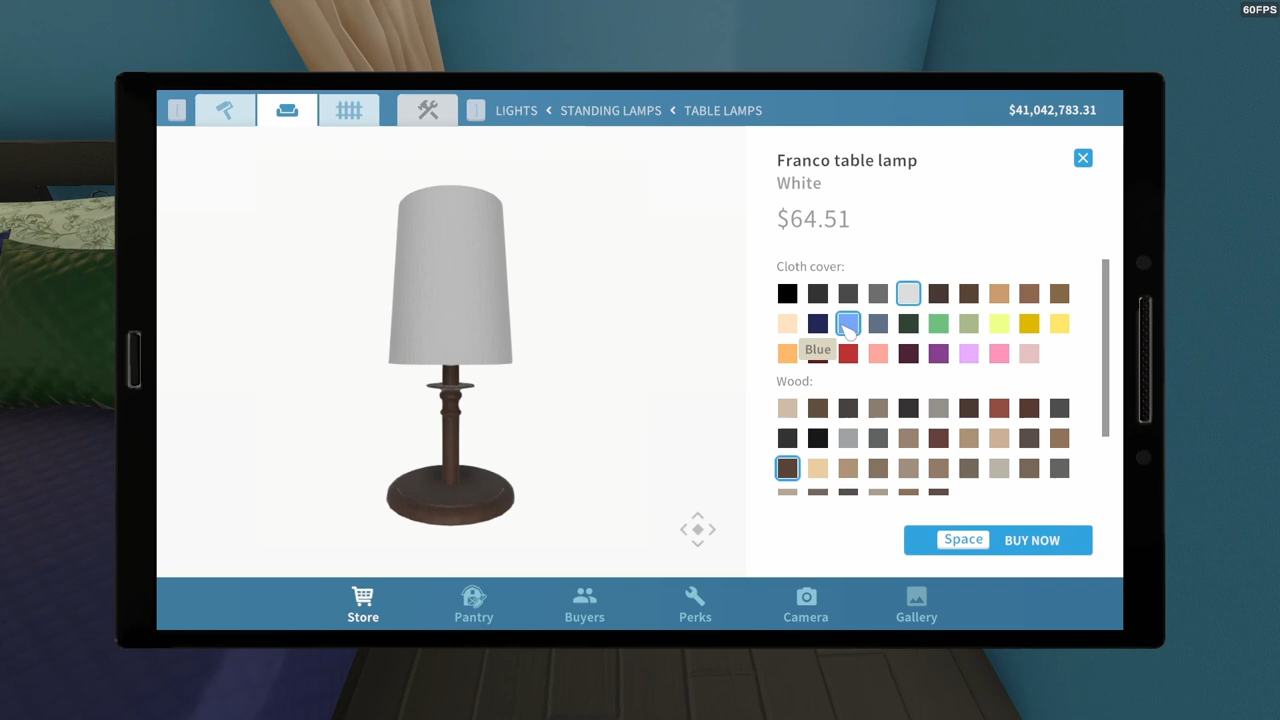 60FPS
LIGHTS < STANDING LAMPS < TABLE LAMPS
$41,042,783.31
Franco table lamp
White
$64.51
Cloth cover:
Blue
Wood:
Space BUY NOW
Store
Pantry
Buyers
Perks
Camera
Gallery